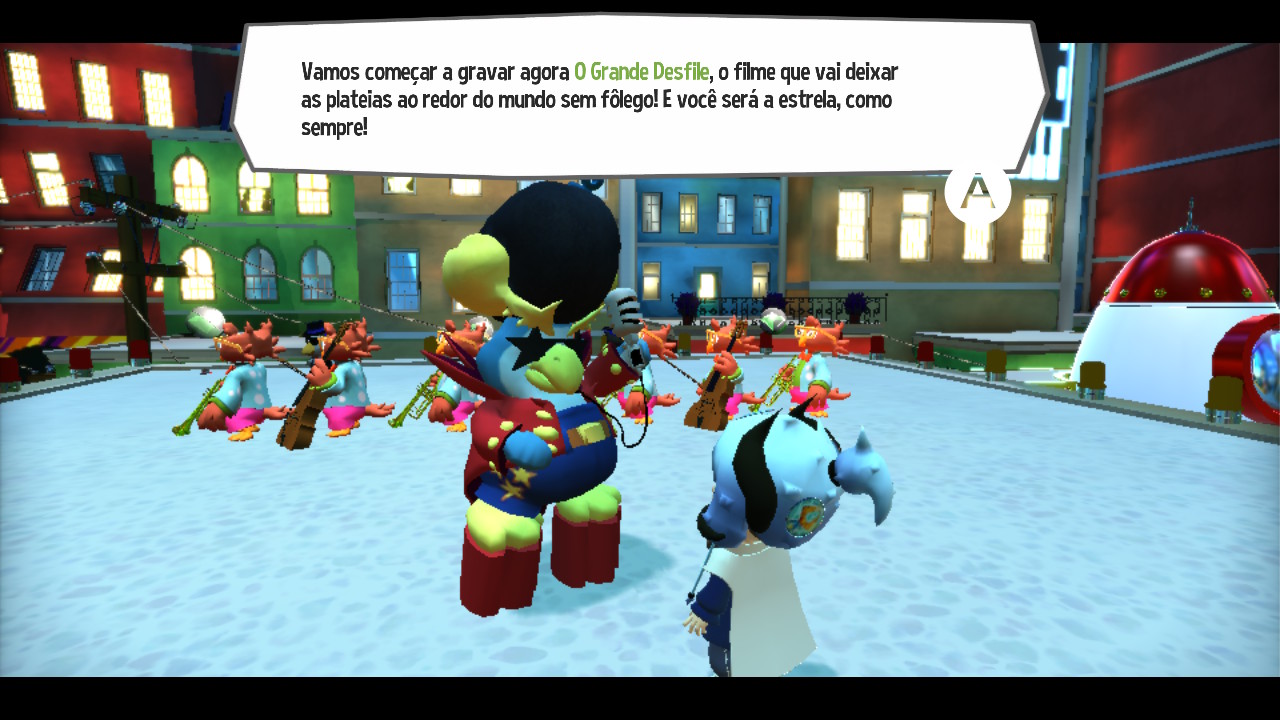 Vamos começar a gravar agora O Grande Desfile, o filme que vai deixar
as plateias ao redor do mundo sem fôlego! E você será a estrela, como
sempre!
A